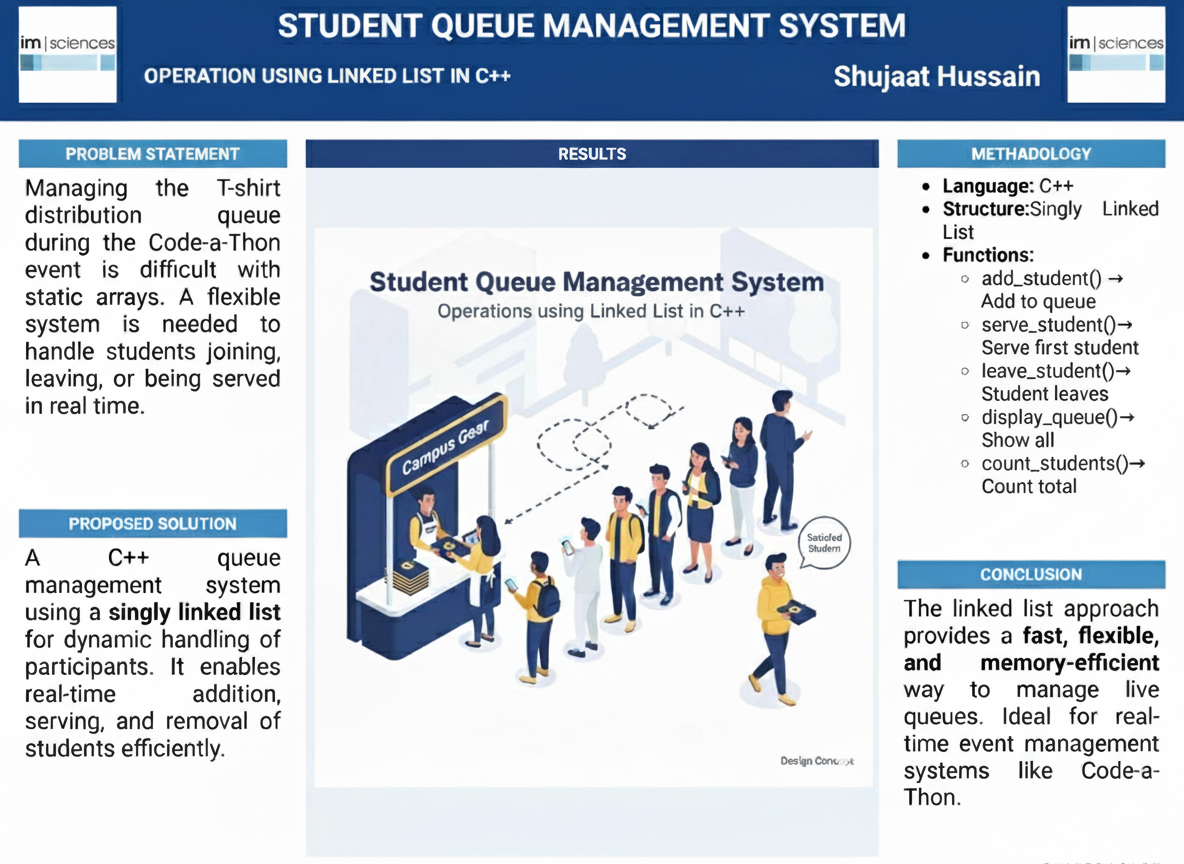 im|sciences
STUDENT QUEUE MANAGEMENT SYSTEM
OPERATION USING LINKED LIST IN C++
Shujaat Hussain
im|sciences
PROBLEM STATEMENT
Managing the T-shirt
distribution queue
during the Code-a-Thon
event is difficult with
static arrays. A flexible
system is needed to
handle students joining,
leaving, or being served
in real time.
PROPOSED SOLUTION
A C++ queue
management system
using a singly linked list
for dynamic handling of
participants. It enables
real-time addition,
serving, and removal of
students efficiently.
RESULTS
Student Queue Management System
Operations using Linked List in C++
Campus Gear
Saticfed
Student
Design
METHADOLOGY
• Language: C++
• Structure:Singly Linked
List
• Functions:
○ add_student() →
Add to queue
○ serve_student()→
Serve first student
○ leave_student()→
Student leaves
○ display_queue()→
Show all
○ count_students()→
Count total
CONCLUSION
The linked list approach
provides a fast, flexible,
and memory-efficient
way to manage live
queues. Ideal for real-
time event management
systems like Code-a-
Thon.